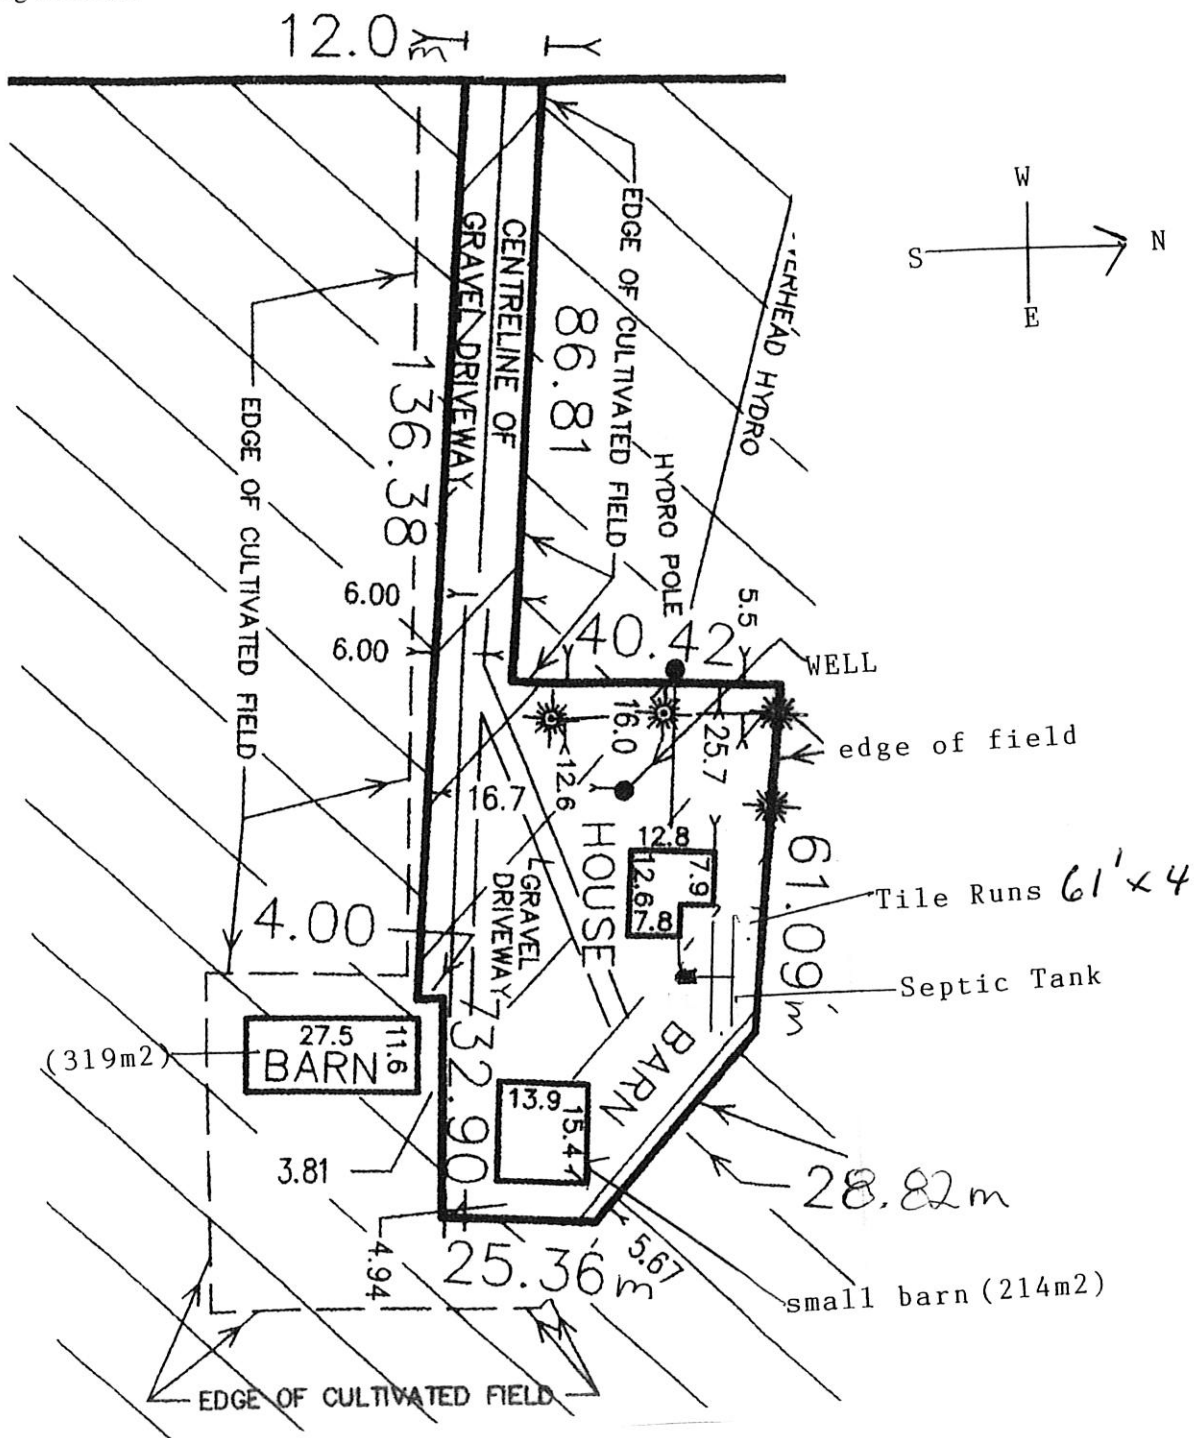 12.0m
W
S
N
E
EDGE OF CULTIVATED FIELD
CENTRELINE OF
GRAVEL DRIVEWAY
EDGE OF CULTIVATED FIELD
86.81
136.38
HYDRO
HYDRO POLE
6.00
6.00
40.42
5.5
WELL
16.0
25.7
12.6
16.7
edge of field
HOUSE
12.8
7.9
12.6
7.8
61.09m
Tile Runs 61'x4
GRAVEL
DRIVEWAY
4.00
Septic Tank
27.5
11.6
BARN
(319m2)
32.90
BARN
13.9
15.4
3.81
28.82m
4.94
25.36m
5.67
small barn (214m2)
EDGE OF CULTIVATED FIELD